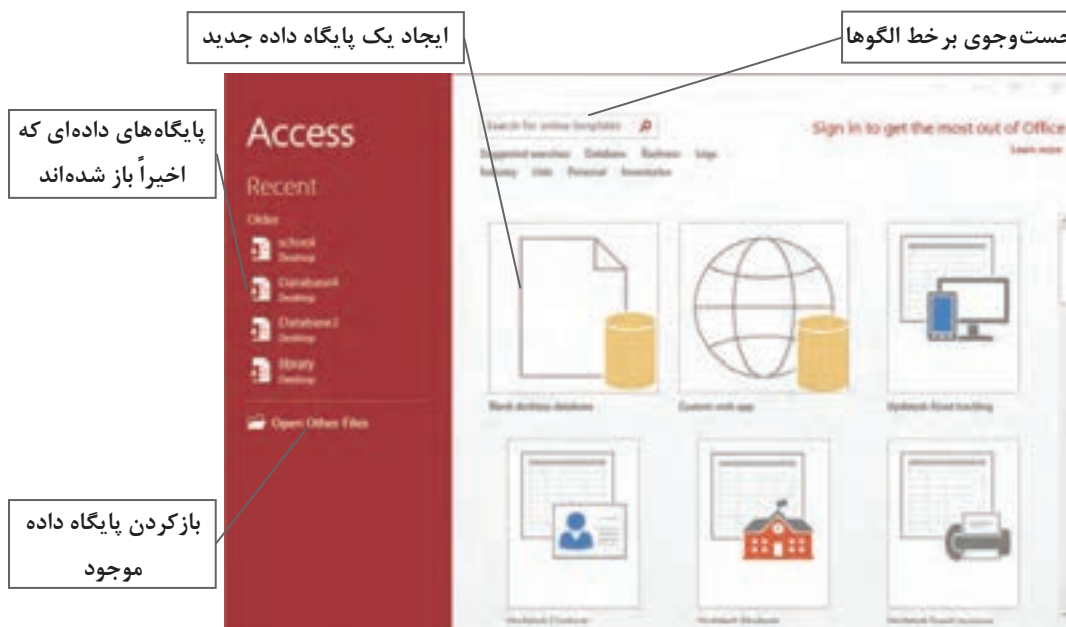 ایجاد یک پایگاه داده جدید
جست‌وجوی برخط الگوها
پایگاه‌های داده‌ای که
اخیراً باز شده‌اند
بازکردن پایگاه داده
موجود
Access
Recent
Older
school
Desktop
Database4
Desktop
Database3
Desktop
library
Desktop
Open Other Files
Search for online templates
Sign in to get the most out of Office
Learn more
Suggested searches: Database Business Logs
Industry Lists Personal Inventories
Blank desktop database
Custom web app